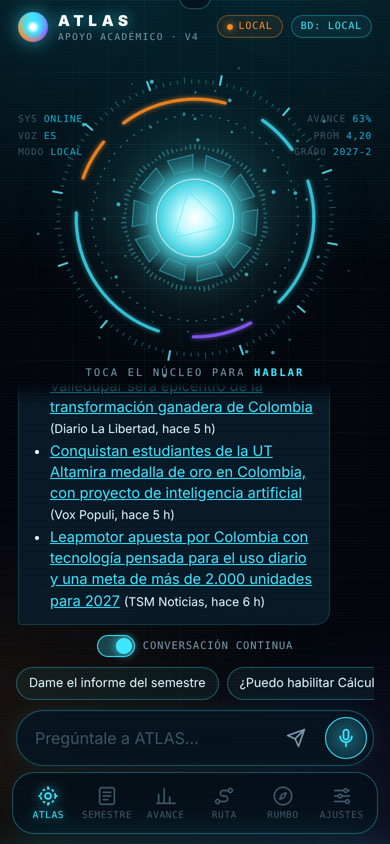 ATLAS
APOYO ACADÉMICO · V4
LOCAL
BD: LOCAL
SYS ONLINE
VOZ ES
MODO LOCAL
AVANCE 63%
PROM 4,20
GRADO 2027-2
TOCA EL NÚCLEO PARA HABLAR
Valledupar será epicentro de la
transformación ganadera de Colombia
(Diario La Libertad, hace 5 h)
• Conquistan estudiantes de la UT
Altamira medalla de oro en Colombia,
con proyecto de inteligencia artificial
(Vox Populi, hace 5 h)
• Leapmotor apuesta por Colombia con
tecnología pensada para el uso diario
y una meta de más de 2.000 unidades
para 2027 (TSM Noticias, hace 6 h)
CONVERSACIÓN CONTINUA
Dame el informe del semestre
¿Puedo habilitar Cálcul
Pregúntale a ATLAS...
ATLAS
SEMESTRE
AVANCE
RUTA
RUMBO
AJUSTES